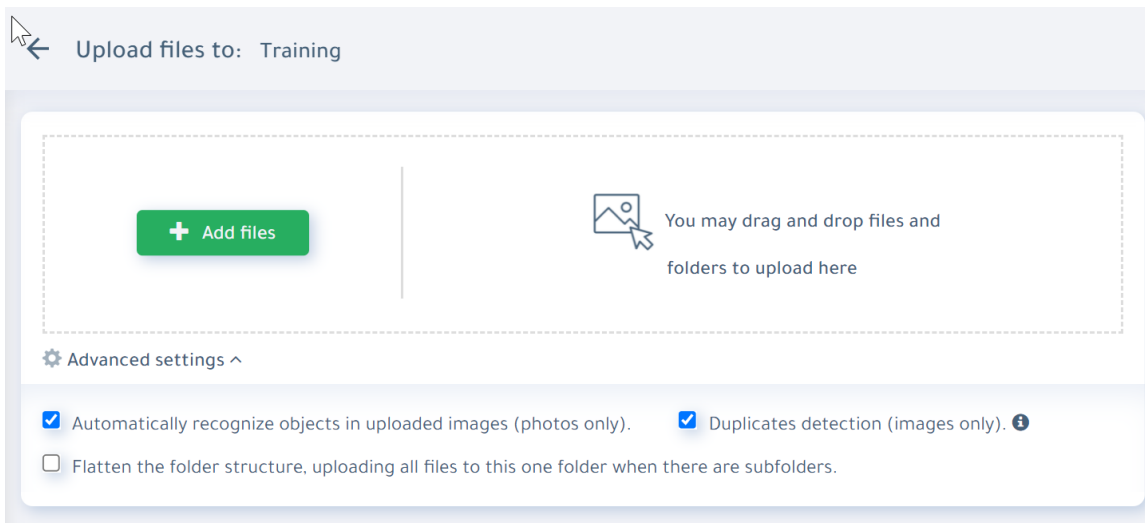 Upload files to: Training
Add files
You may drag and drop files and
folders to upload here
Advanced settings
Automatically recognize objects in uploaded images (photos only).
Duplicates detection (images only).
Flatten the folder structure, uploading all files to this one folder when there are subfolders.